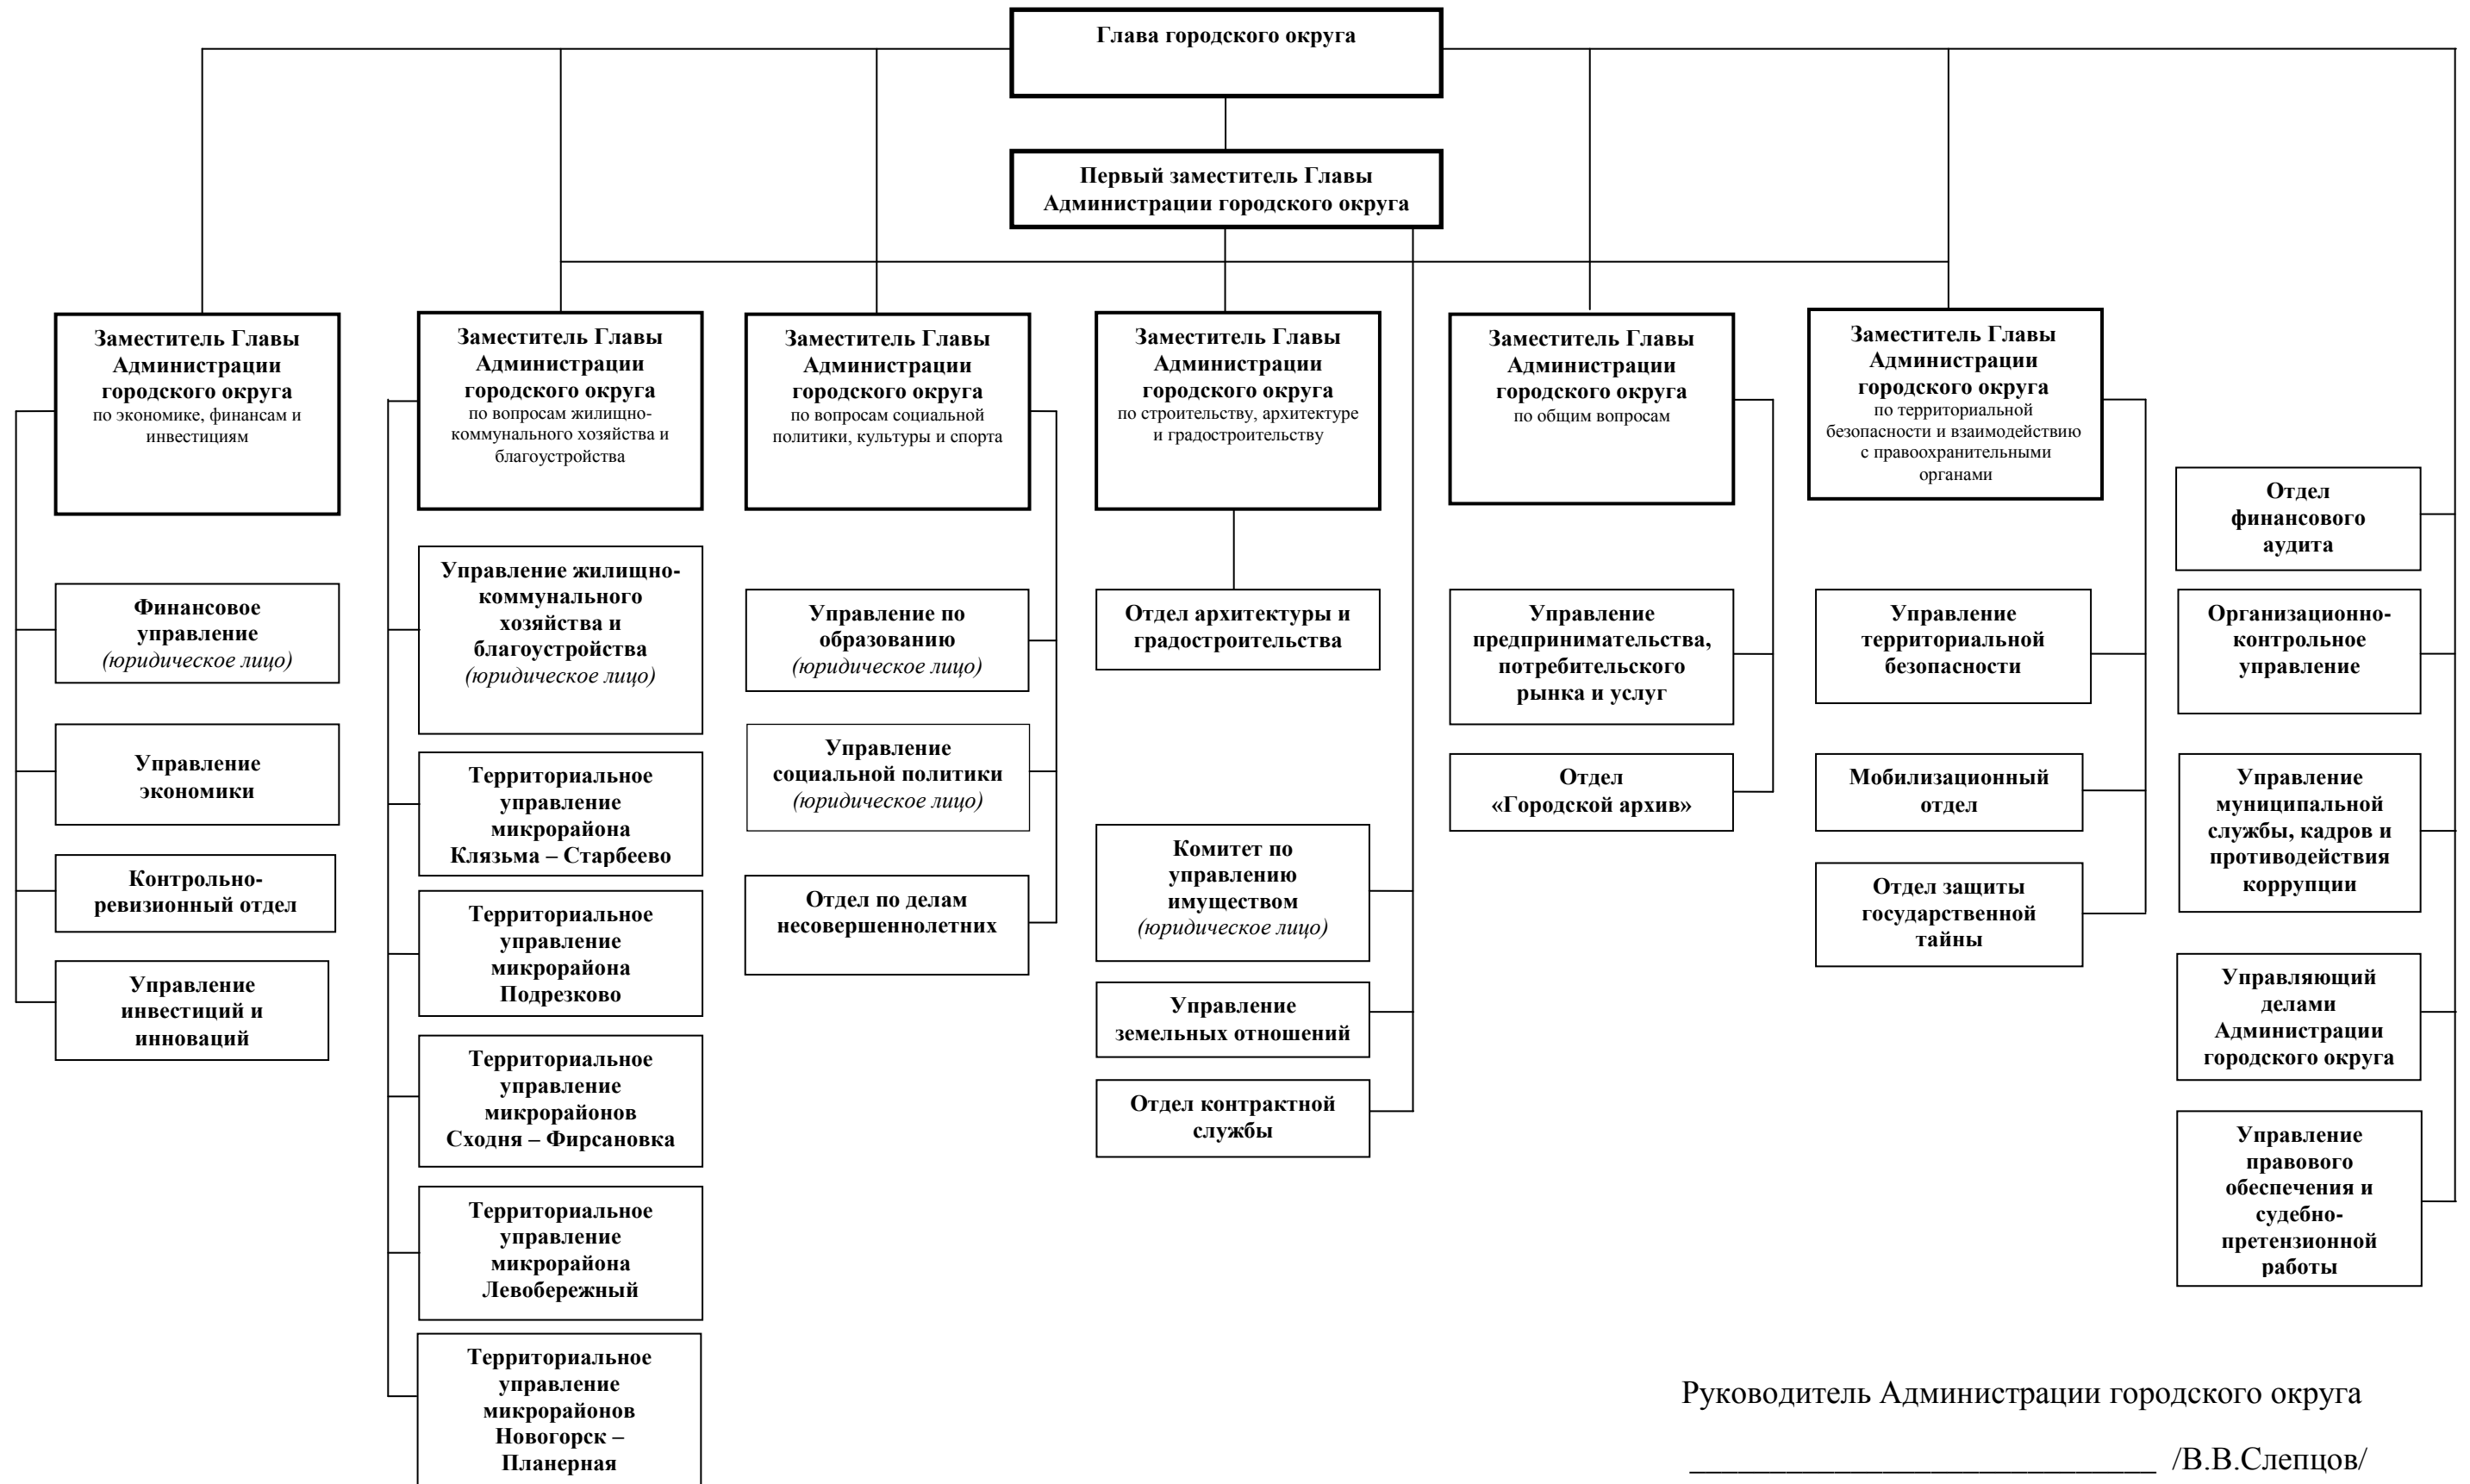 Глава городского округа
Первый заместитель Главы
Администрации городского округа
Заместитель Главы
Администрации
городского округа
по экономике, финансам и
инвестициям
Заместитель Главы
Администрации
городского округа
по вопросам жилищно-
коммунального хозяйства и
благоустройства
Заместитель Главы
Администрации
городского округа
по вопросам социальной
политики, культуры и спорта
Заместитель Главы
Администрации
городского округа
по строительству, архитектуре
и градостроительству
Заместитель Главы
Администрации
городского округа
по общим вопросам
Заместитель Главы
Администрации
городского округа
по территориальной
безопасности и взаимодействию
с правоохранительными
органами
Финансовое
управление
(юридическое лицо)
Управление
экономики
Контрольно-
ревизионный отдел
Управление
инвестиций и
инноваций
Управление жилищно-
коммунального
хозяйства и
благоустройства
(юридическое лицо)
Территориальное
управление
микрорайона
Клязьма – Старбеево
Территориальное
управление
микрорайона
Подрезково
Территориальное
управление
микрорайонов
Сходня – Фирсановка
Территориальное
управление
микрорайона
Левобережный
Территориальное
управление
микрорайонов
Новогорск –
Планерная
Управление по
образованию
(юридическое лицо)
Управление
социальной политики
(юридическое лицо)
Отдел по делам
несовершеннолетних
Отдел архитектуры и
градостроительства
Комитет по
управлению
имуществом
(юридическое лицо)
Управление
земельных отношений
Отдел контрактной
службы
Управление
предпринимательства,
потребительского
рынка и услуг
Отдел
«Городской архив»
Управление
территориальной
безопасности
Мобилизационный
отдел
Отдел защиты
государственной
тайны
Отдел
финансового
аудита
Организационно-
контрольное
управление
Управление
муниципальной
службы, кадров и
противодействия
коррупции
Управляющий
делами
Администрации
городского округа
Управление
правового
обеспечения и
судебно-
претензионной
работы
Руководитель Администрации городского округа
_____________________________ /В.В.Слепцов/